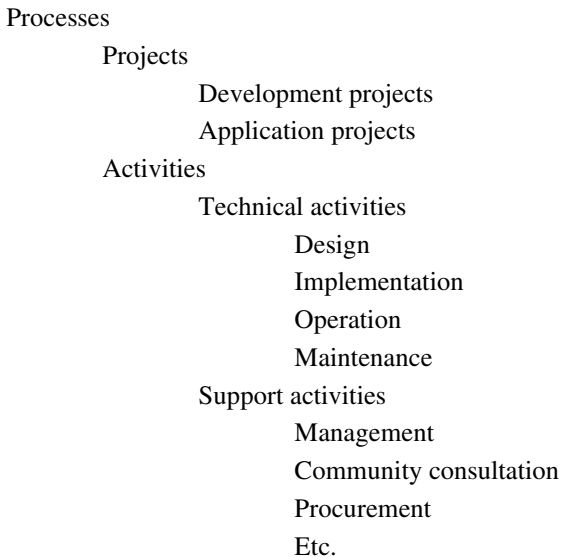 Processes
Projects
Development projects
Application projects
Activities
Technical activities
Design
Implementation
Operation
Maintenance
Support activities
Management
Community consultation
Procurement
Etc.